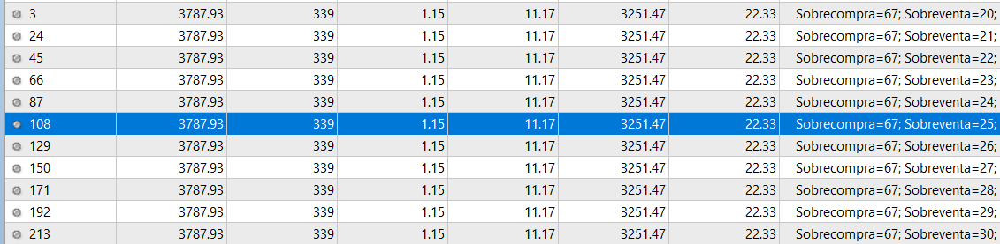 3 3787.93 339 1.15 11.17 3251.47 22.33 Sobrecompra=67; Sobreventa=20;
24 3787.93 339 1.15 11.17 3251.47 22.33 Sobrecompra=67; Sobreventa=21;
45 3787.93 339 1.15 11.17 3251.47 22.33 Sobrecompra=67; Sobreventa=22;
66 3787.93 339 1.15 11.17 3251.47 22.33 Sobrecompra=67; Sobreventa=23;
87 3787.93 339 1.15 11.17 3251.47 22.33 Sobrecompra=67; Sobreventa=24;
108 3787.93 339 1.15 11.17 3251.47 22.33 Sobrecompra=67; Sobreventa=25;
129 3787.93 339 1.15 11.17 3251.47 22.33 Sobrecompra=67; Sobreventa=26;
150 3787.93 339 1.15 11.17 3251.47 22.33 Sobrecompra=67; Sobreventa=27;
171 3787.93 339 1.15 11.17 3251.47 22.33 Sobrecompra=67; Sobreventa=28;
192 3787.93 339 1.15 11.17 3251.47 22.33 Sobrecompra=67; Sobreventa=29;
213 3787.93 339 1.15 11.17 3251.47 22.33 Sobrecompra=67; Sobreventa=30;